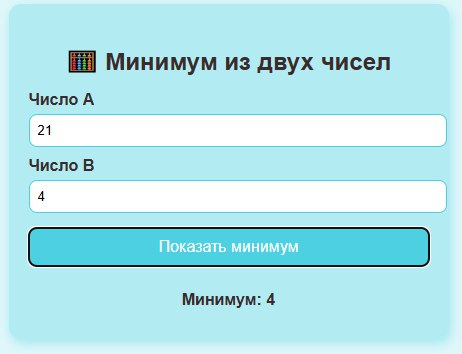 🧮 Минимум из двух чисел
Число A
21
Число B
4
Показать минимум
Минимум: 4